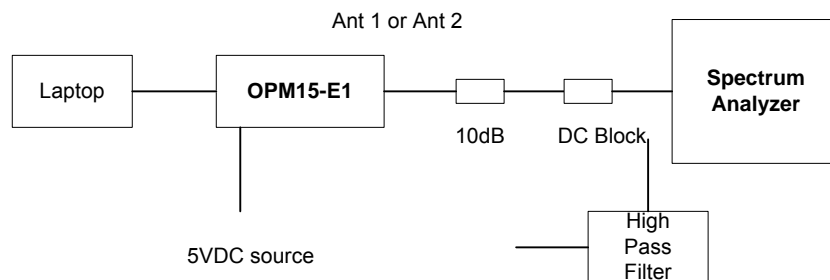 Ant 1 or Ant 2
Laptop
OPM15-E1
Spectrum
Analyzer
10dB
DC Block
5VDC source
High
Pass
Filter